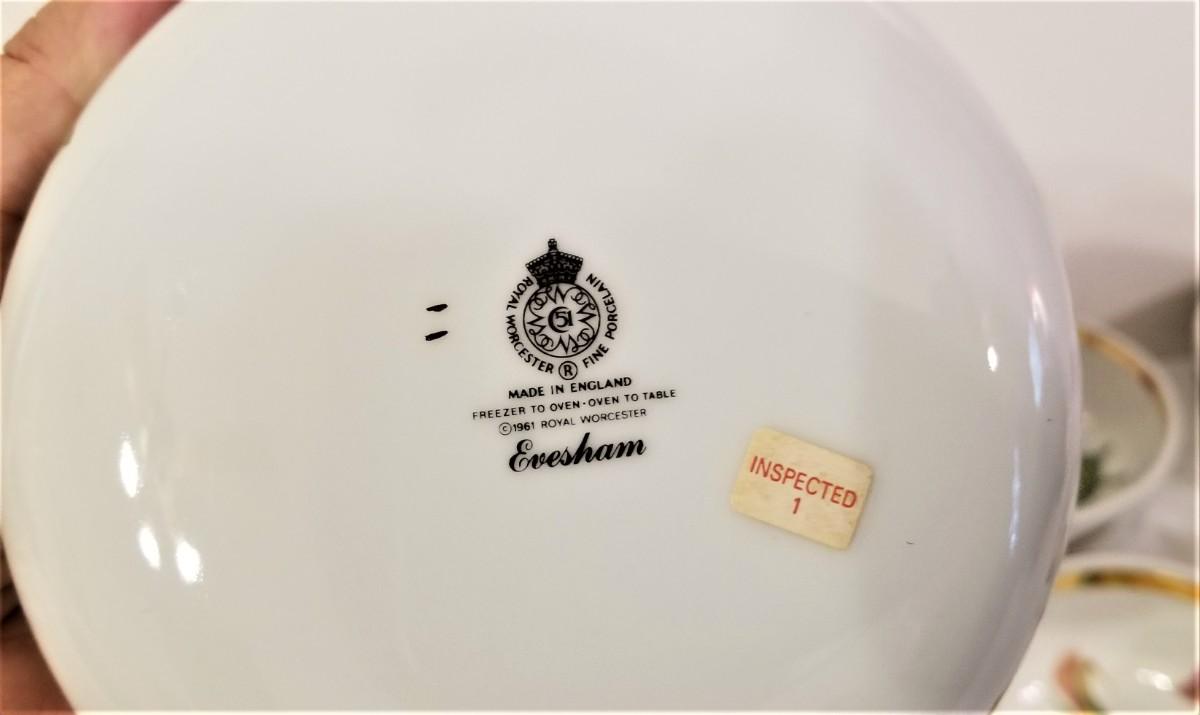 ROYAL WORCESTER ® FINE PORCELAIN
51
MADE IN ENGLAND
FREEZER TO OVEN · OVEN TO TABLE
©1961 ROYAL WORCESTER
Evesham
INSPECTED
1